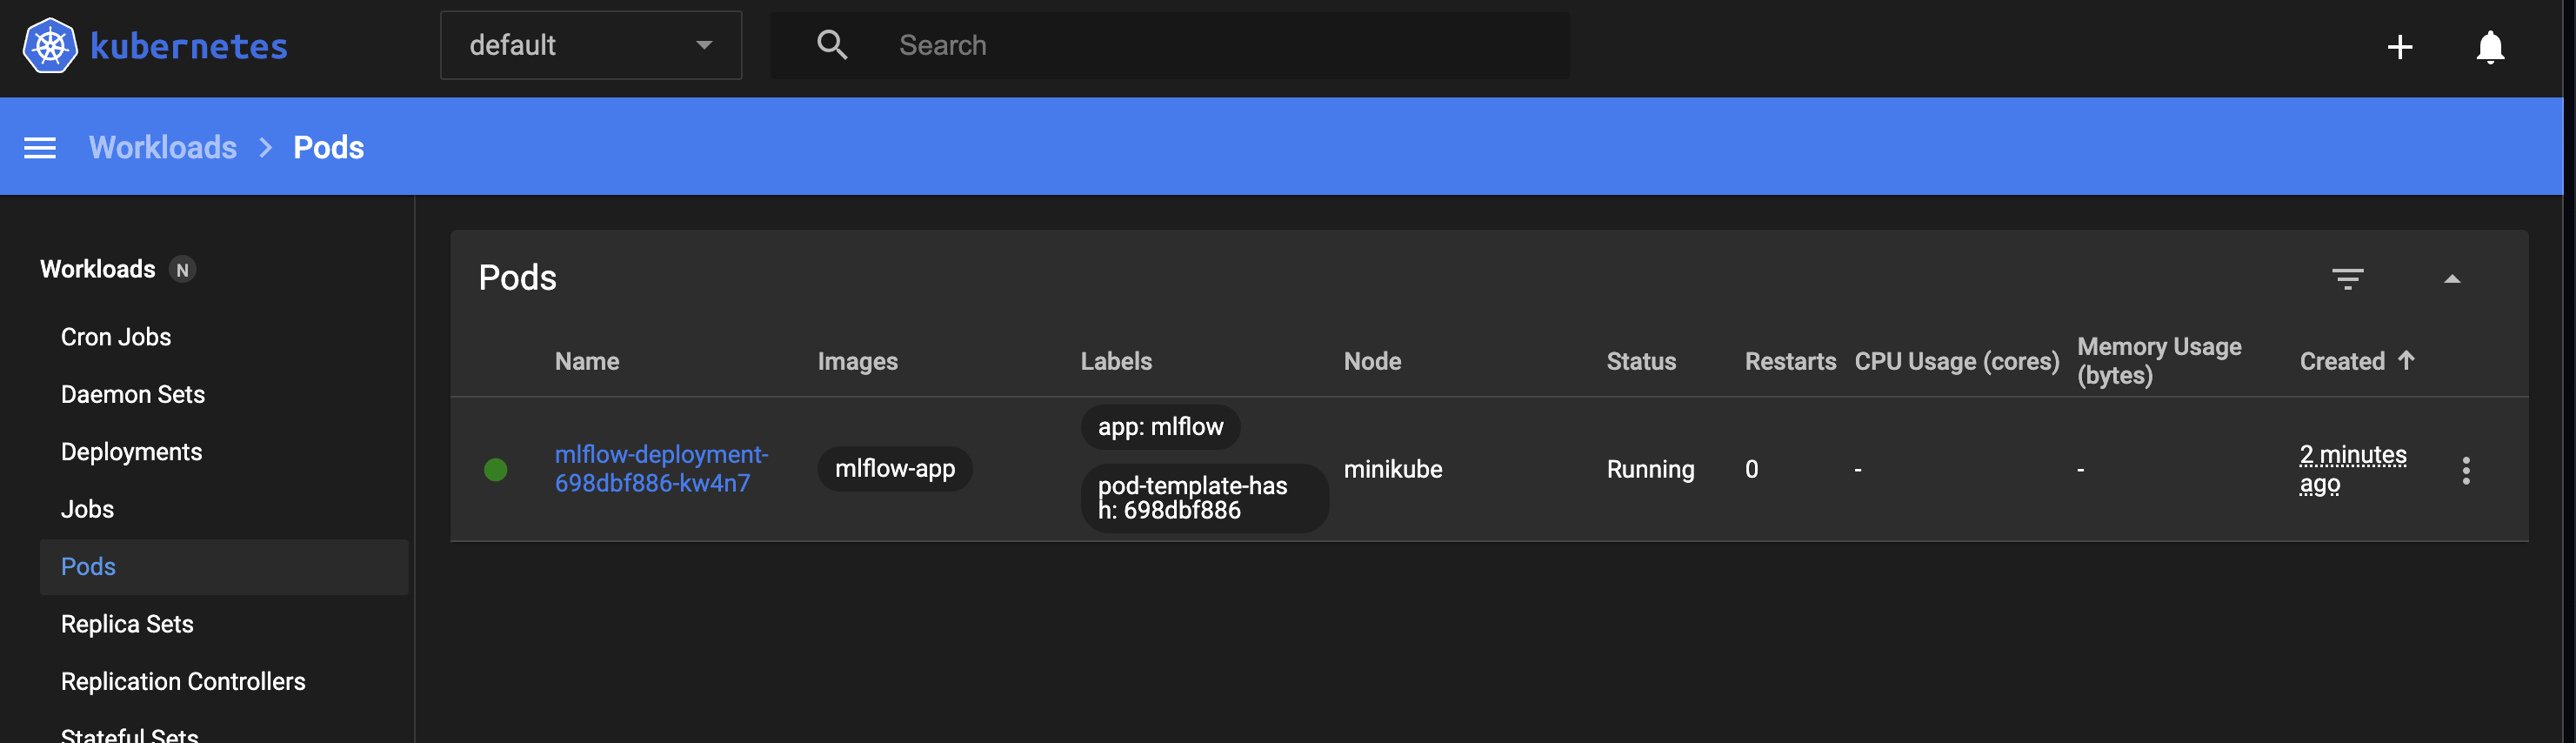 kubernetes
default
Search
Workloads
Pods
Workloads
N
Cron Jobs
Daemon Sets
Deployments
Jobs
Pods
Replica Sets
Replication Controllers
Stateful Sets
Pods
Name
Images
Labels
Node
Status
Restarts
CPU Usage (cores)
Memory Usage
(bytes)
Created
mlflow-deployment-
698dbf886-kw4n7
mlflow-app
app: mlflow
pod-template-has
h: 698dbf886
minikube
Running
0
-
-
2 minutes
ago